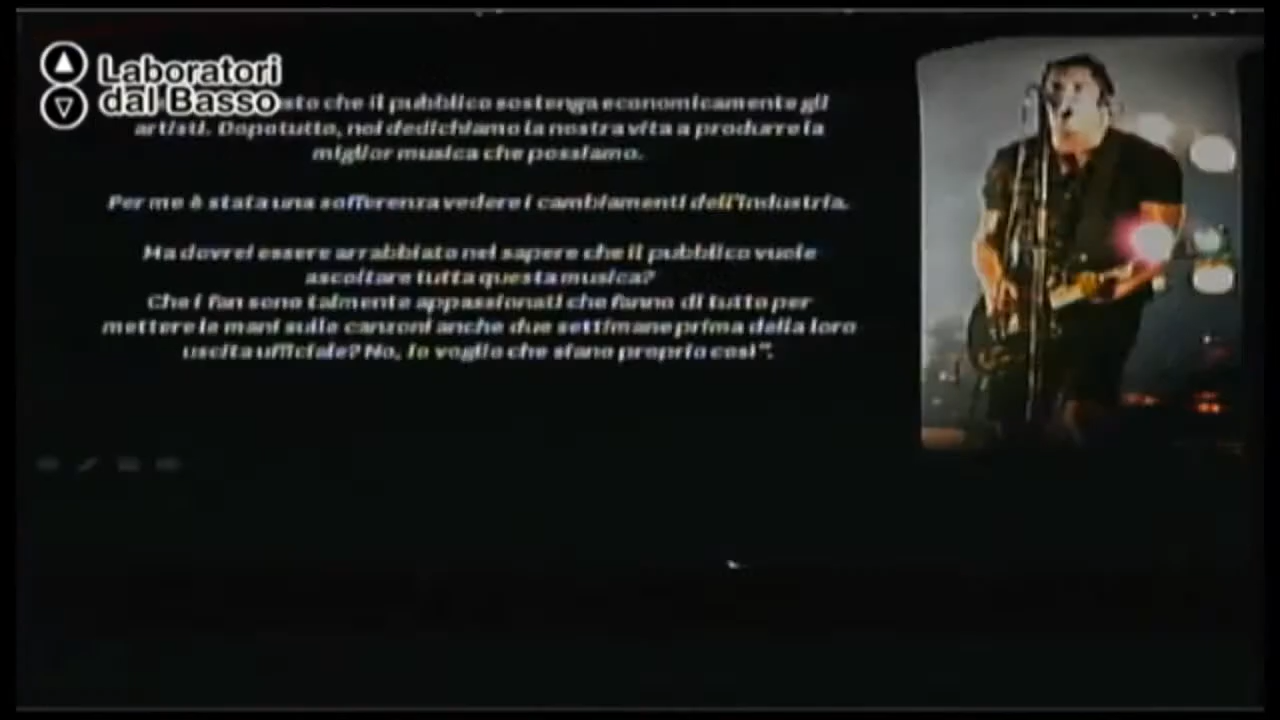 Laboratori
dal Basso
che il pubblico sostenga economicamente gli
artisti. Dopotutto, noi dedichiamo la nostra vita a produrre la
miglior musica che possiamo.
Per me è stata una sofferenza vedere i cambiamenti dell'industria.
Ma dovrei essere arrabbiato nel sapere che il pubblico vuole
ascoltare tutta questa musica?
Che i fan sono talmente appassionati che fanno di tutto per
mettere le mani sulle canzoni anche due settimane prima della loro
uscita ufficiale? No, io voglio che siano proprio così".